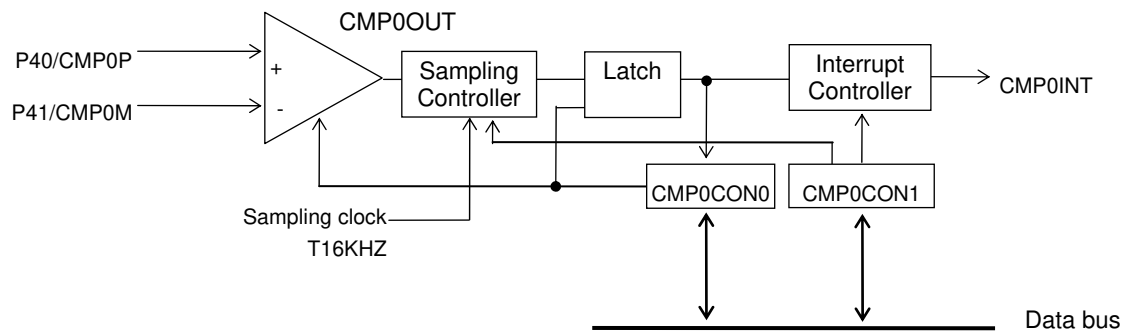 CMP0OUT
P40/CMP0P
P41/CMP0M
+
-
Sampling
Controller
Latch
Interrupt
Controller
CMP0INT
CMP0CON0
CMP0CON1
Sampling clock
T16KHZ
Data bus